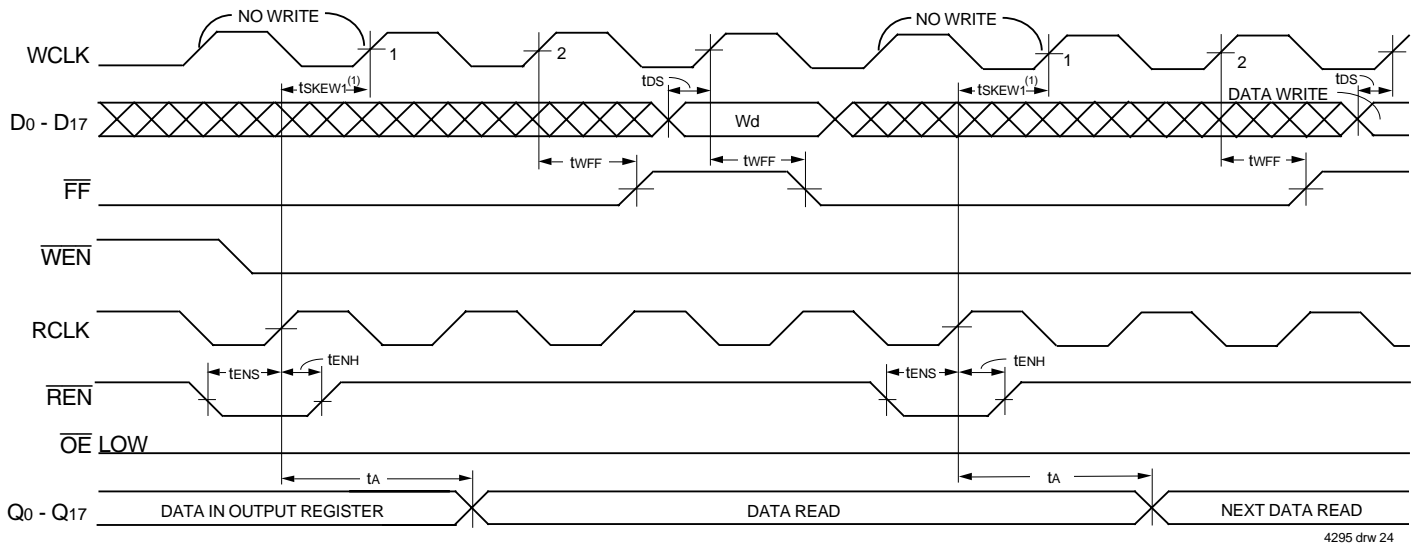 NO WRITE
NO WRITE
WCLK
1
2
1
2
tDS
tDS
tSKEW1(1)
tSKEW1(1)
DATA WRITE
D0 - D17
Wd
tWFF
tWFF
tWFF
FF
WEN
RCLK
tENS
tENH
tENS
tENH
REN
OE LOW
tA
tA
Q0 - Q17
DATA IN OUTPUT REGISTER
DATA READ
NEXT DATA READ
4295 drw 24